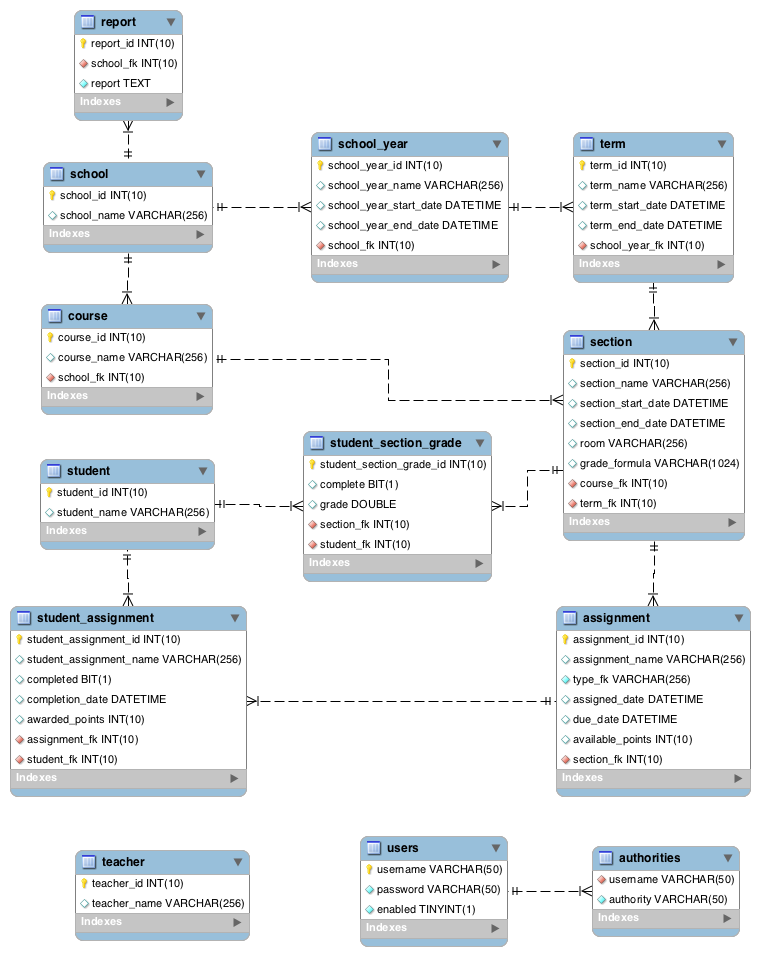 report
report_id INT(10)
school_fk INT(10)
report TEXT
Indexes
school
school_id INT(10)
school_name VARCHAR(256)
Indexes
school_year
school_year_id INT(10)
school_year_name VARCHAR(256)
school_year_start_date DATETIME
school_year_end_date DATETIME
school_fk INT(10)
Indexes
term
term_id INT(10)
term_name VARCHAR(256)
term_start_date DATETIME
term_end_date DATETIME
school_year_fk INT(10)
Indexes
course
course_id INT(10)
course_name VARCHAR(256)
school_fk INT(10)
Indexes
section
section_id INT(10)
section_name VARCHAR(256)
section_start_date DATETIME
section_end_date DATETIME
room VARCHAR(256)
grade_formula VARCHAR(1024)
course_fk INT(10)
term_fk INT(10)
Indexes
student_section_grade
student_section_grade_id INT(10)
complete BIT(1)
grade DOUBLE
section_fk INT(10)
student_fk INT(10)
Indexes
student
student_id INT(10)
student_name VARCHAR(256)
Indexes
student_assignment
student_assignment_id INT(10)
student_assignment_name VARCHAR(256)
completed BIT(1)
completion_date DATETIME
awarded_points INT(10)
assignment_fk INT(10)
student_fk INT(10)
Indexes
assignment
assignment_id INT(10)
assignment_name VARCHAR(256)
type_fk VARCHAR(256)
assigned_date DATETIME
due_date DATETIME
available_points INT(10)
section_fk INT(10)
Indexes
teacher
teacher_id INT(10)
teacher_name VARCHAR(256)
Indexes
users
username VARCHAR(50)
password VARCHAR(50)
enabled TINYINT(1)
Indexes
authorities
username VARCHAR(50)
authority VARCHAR(50)
Indexes